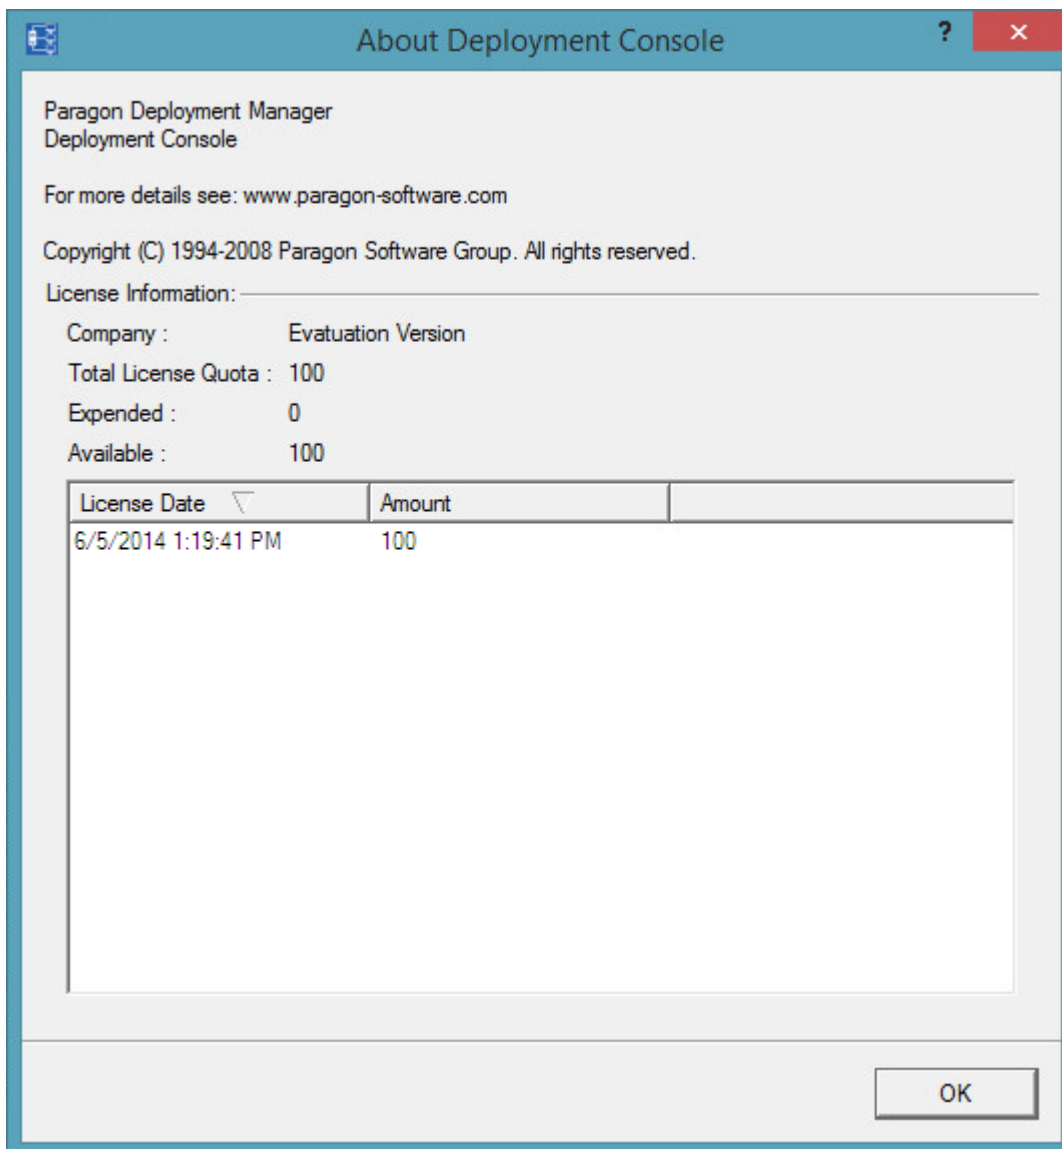 About Deployment Console
?
Paragon Deployment Manager
Deployment Console
For more details see: www.paragon-software.com
Copyright (C) 1994-2008 Paragon Software Group. All rights reserved.
License Information:
Company : Evatuation Version
Total License Quota : 100
Expended : 0
Available : 100
License Date Amount
6/5/2014 1:19:41 PM 100
OK